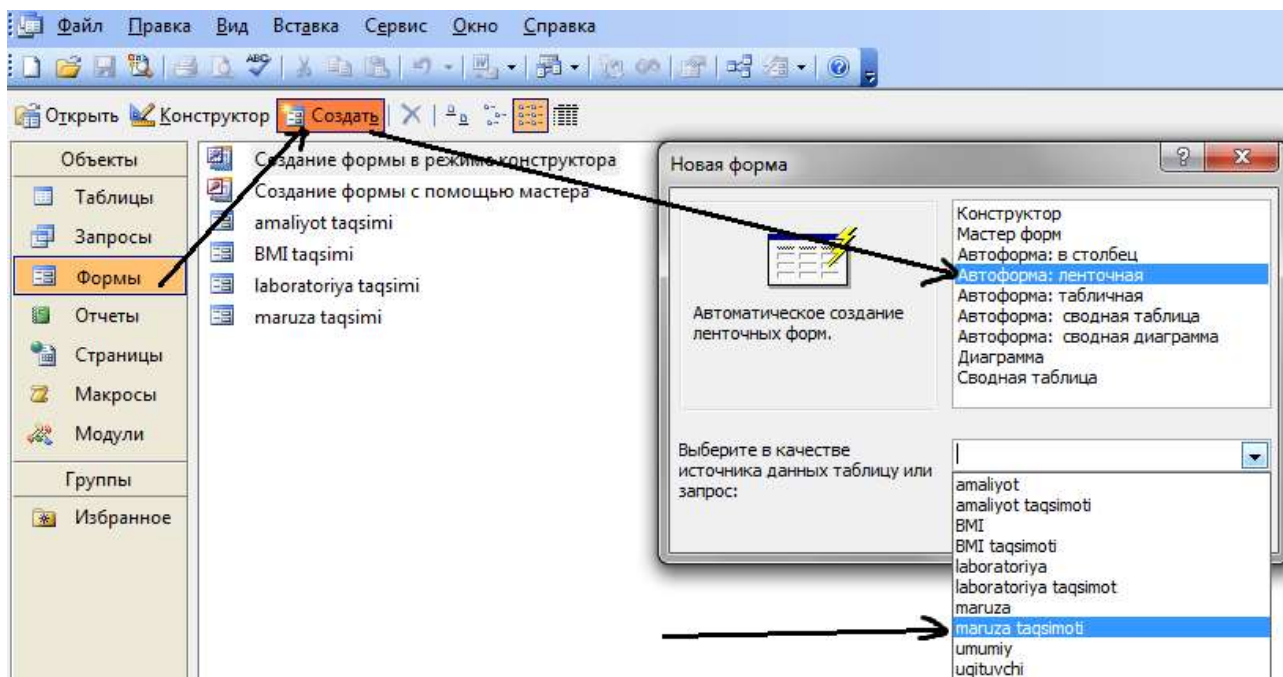 Файл Правка Вид Вставка Сервис Окно Справка
ABC
Открыть Конструктор Создать
Объекты
Таблицы
Запросы
Формы
Отчеты
Страницы
Макросы
Модули
Группы
Избранное
Создание формы в режиме конструктора
Создание формы с помощью мастера
amaliyot taqsimi
BMI taqsimi
laboratoriya taqsimi
maruza taqsimi
Новая форма
Автоматическое создание
ленточных форм.
Конструктор
Мастер форм
Автоформа: в столбец
Автоформа: ленточная
Автоформа: табличная
Автоформа: сводная таблица
Автоформа: сводная диаграмма
Диаграмма
Сводная таблица
Выберите в качестве
источника данных таблицу или
запрос:
amaliyot
amaliyot taqsimoti
BMI
BMI taqsimoti
laboratoriya
laboratoriya taqsimot
maruza
maruza taqsimoti
umumiy
uqituvchi